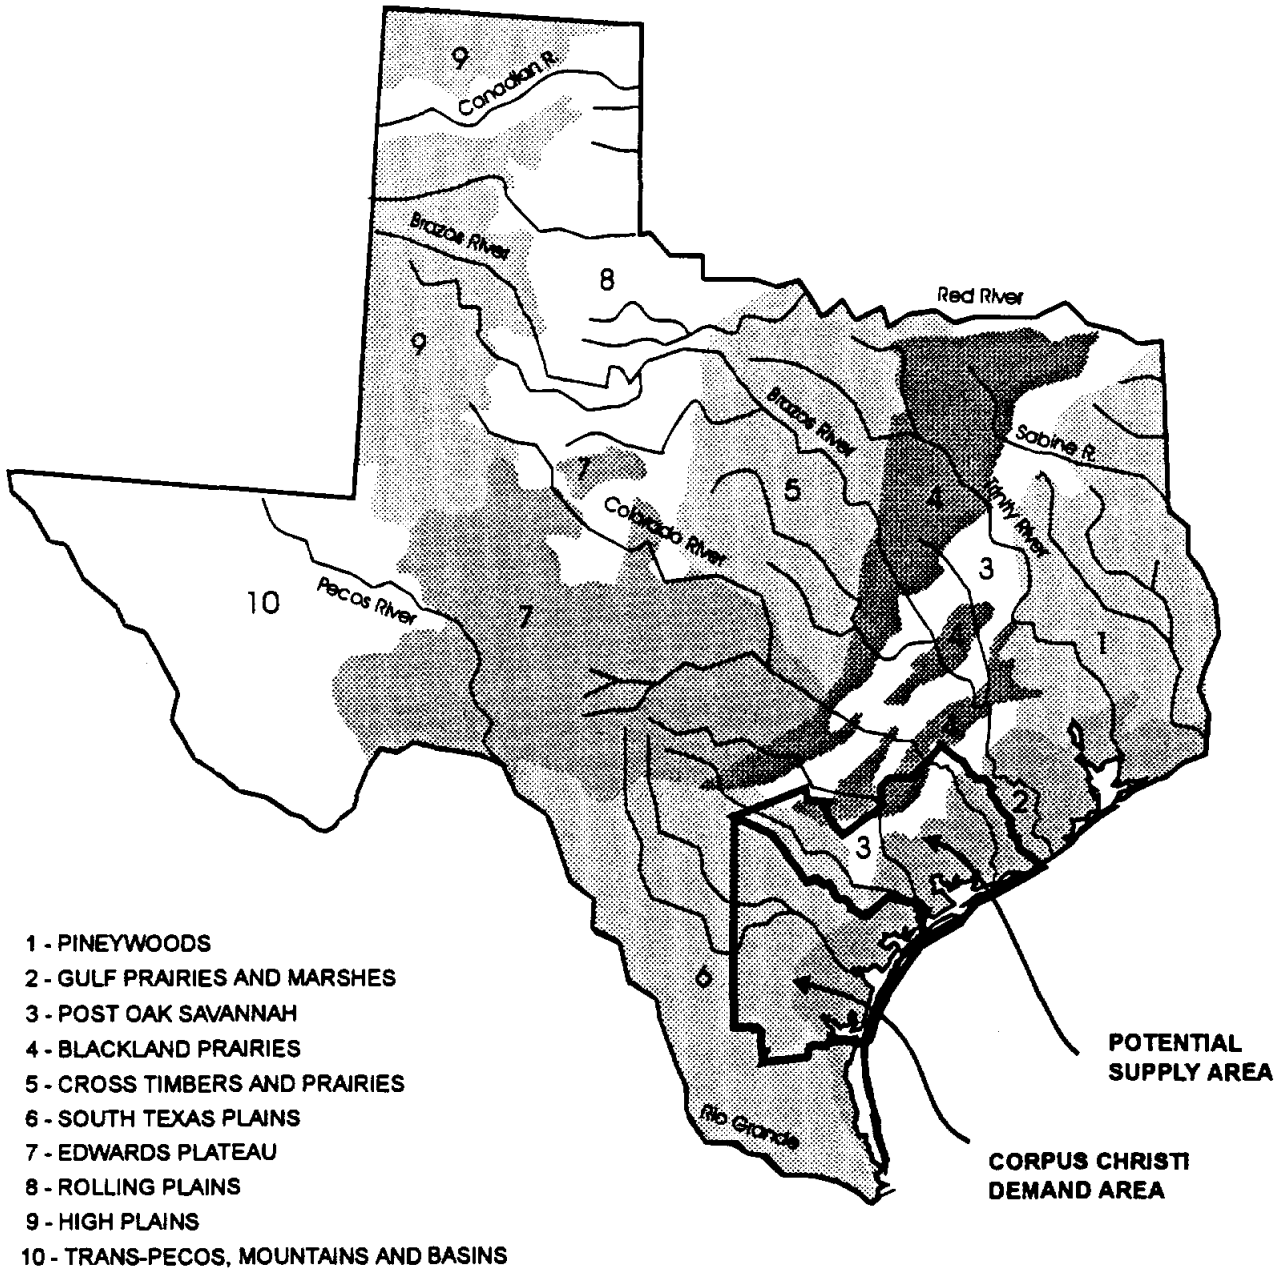 9
Canadian R.
Brazos River
8
Red River
9
Brazos River
Sabine R.
7
5
4
Trinity River
Colorado River
3
10
Pecos River
7
4
1
4
2
3
6
Rio Grande
1 - PINEYWOODS
2 - GULF PRAIRIES AND MARSHES
3 - POST OAK SAVANNAH
4 - BLACKLAND PRAIRIES
5 - CROSS TIMBERS AND PRAIRIES
6 - SOUTH TEXAS PLAINS
7 - EDWARDS PLATEAU
8 - ROLLING PLAINS
9 - HIGH PLAINS
10 - TRANS-PECOS, MOUNTAINS AND BASINS
POTENTIAL
SUPPLY AREA
CORPUS CHRISTI
DEMAND AREA